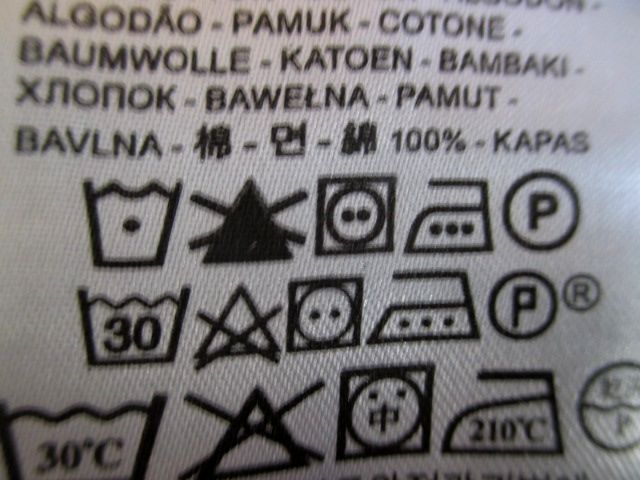 ALGODÃO - PAMUK - COTONE -
BAUMWOLLE - KATOEN - BAMBAKI -
ХЛОПОК - BAWEŁNA - PAMUT -
BAVLNA - 棉 - 면 - 綿 100% - KAPAS
P
30 P ®
30°C 中 210°C